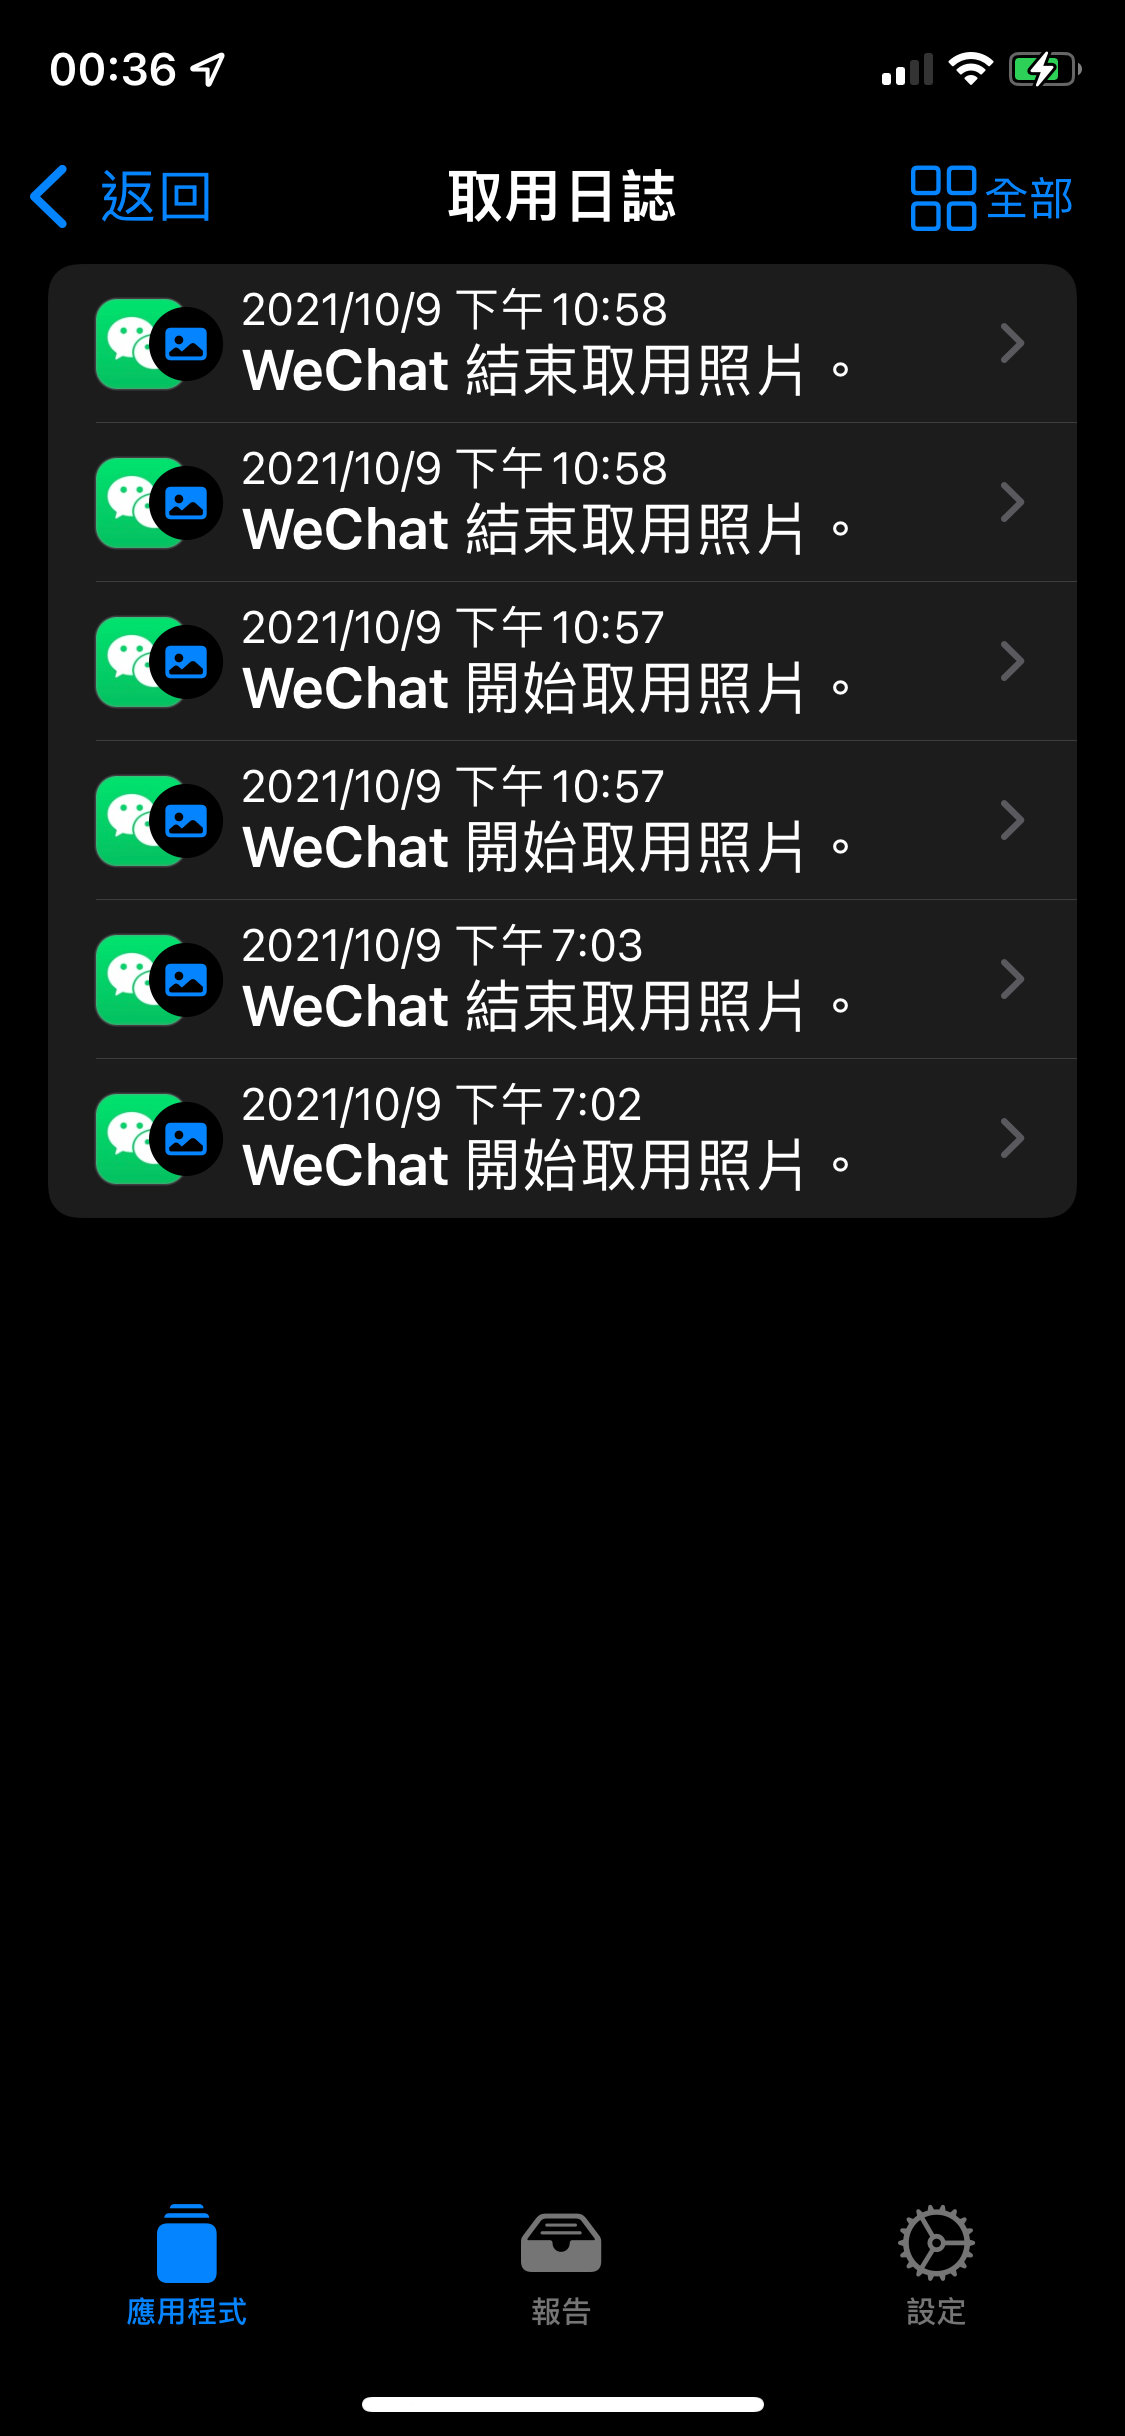 00:36
返回
取用日誌
全部
2021/10/9 下午10:58
WeChat 結束取用照片。
2021/10/9 下午10:58
WeChat 結束取用照片。
2021/10/9 下午10:57
WeChat 開始取用照片。
2021/10/9 下午10:57
WeChat 開始取用照片。
2021/10/9 下午7:03
WeChat 結束取用照片。
2021/10/9 下午7:02
WeChat 開始取用照片。
應用程式
報告
設定